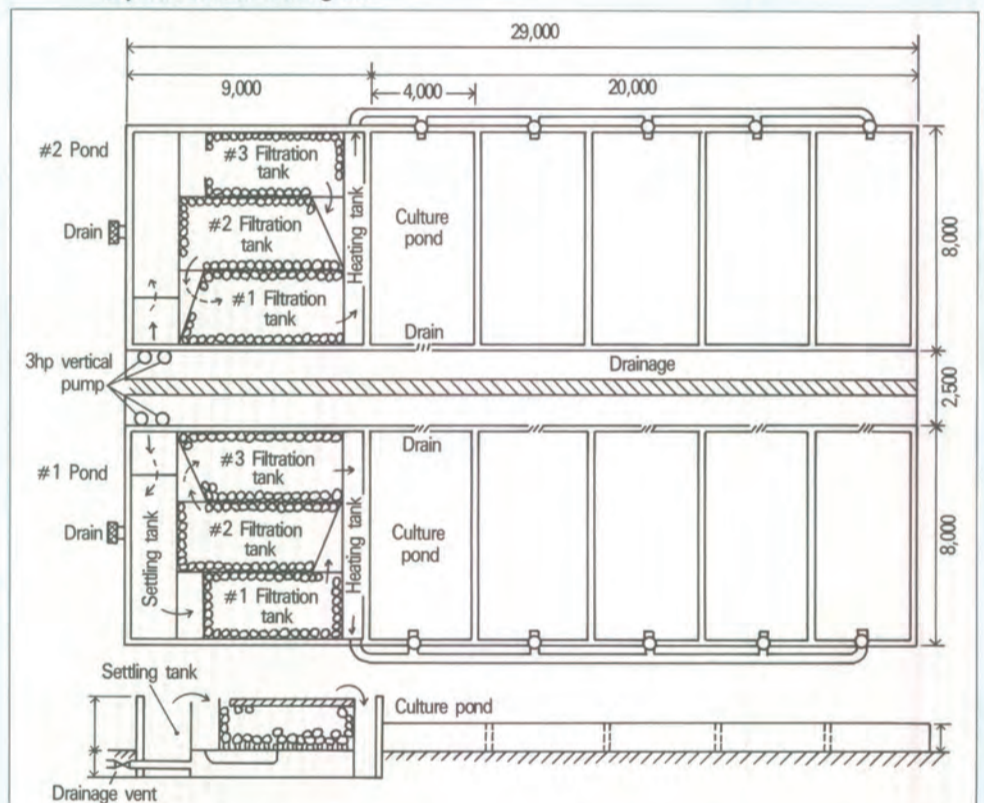 29,000
9,000
4,000
20,000
#2 Pond
#3 Filtration
tank
Drain
#2 Filtration
tank
Heating tank
Culture
pond
8,000
#1 Filtration
tank
Drain
3hp vertical
pump
Drainage
2,500
Drain
#1 Pond
#3 Filtration
tank
Drain
Settling tank
#2 Filtration
tank
Heating tank
Culture
pond
8,000
#1 Filtration
tank
Settling tank
Culture pond
Drainage vent